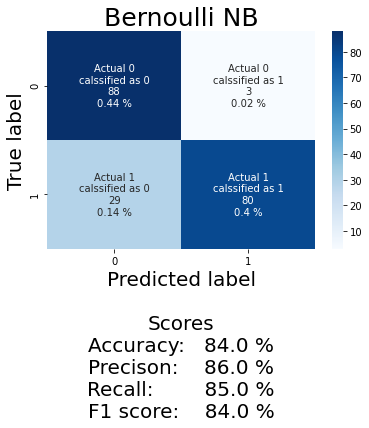 Bernoulli NB
True label
0
1
Actual 0
calssified as 0
88
0.44 %
Actual 0
calssified as 1
3
0.02 %
Actual 1
calssified as 0
29
0.14 %
Actual 1
calssified as 1
80
0.4 %
0
1
Predicted label
80
70
60
50
40
30
20
10
Scores
Accuracy: 84.0 %
Precison: 86.0 %
Recall: 85.0 %
F1 score: 84.0 %